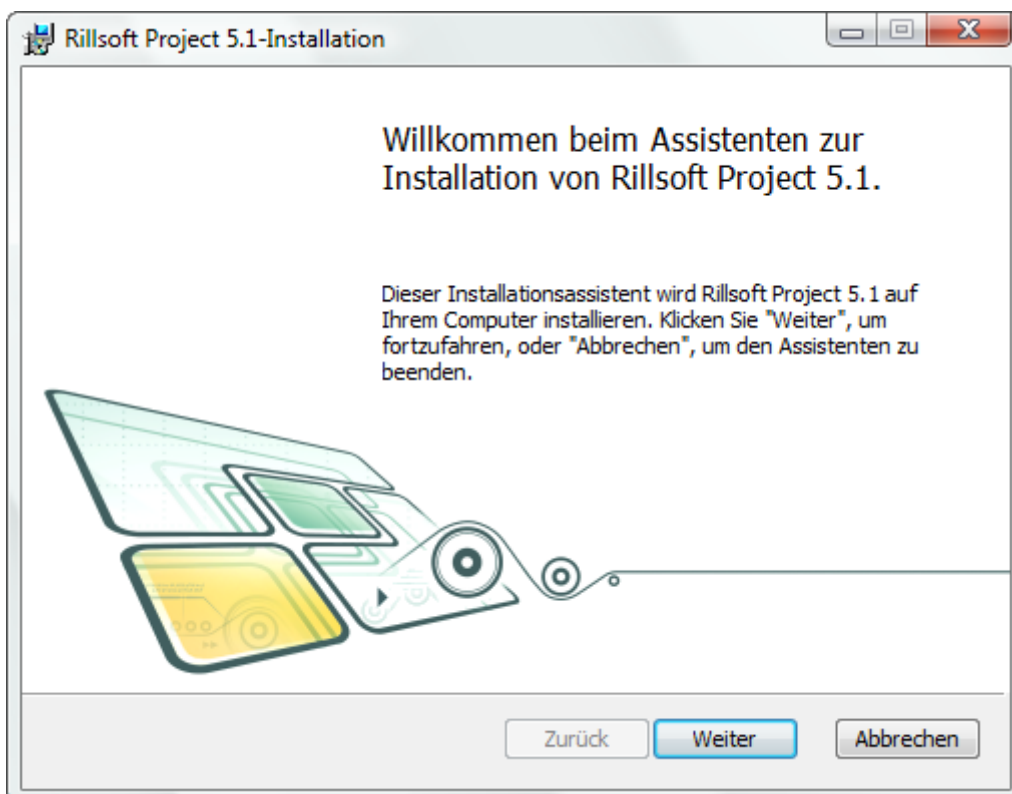 Rillsoft Project 5.1-Installation
Willkommen beim Assistenten zur
Installation von Rillsoft Project 5.1.
Dieser Installationsassistent wird Rillsoft Project 5.1 auf
Ihrem Computer installieren. Klicken Sie "Weiter", um
fortzufahren, oder "Abbrechen", um den Assistenten zu
beenden.
Zurück
Weiter
Abbrechen